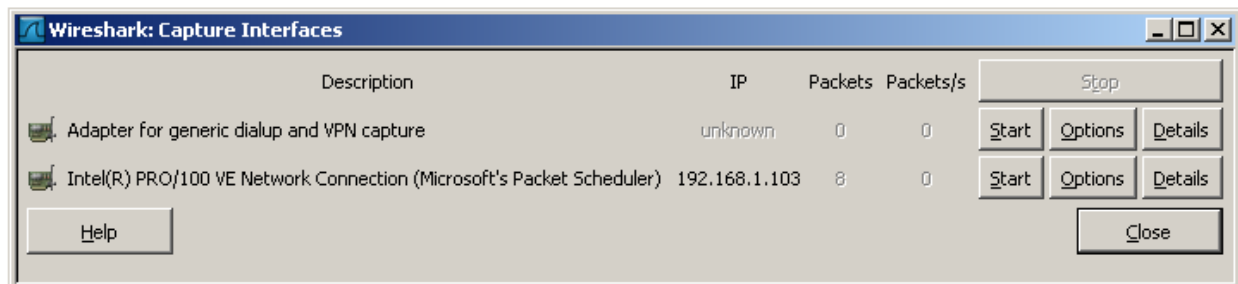 Wireshark: Capture Interfaces
Description IP Packets Packets/s Stop
Adapter for generic dialup and VPN capture unknown 0 0 Start Options Details
Intel(R) PRO/100 VE Network Connection (Microsoft's Packet Scheduler) 192.168.1.103 8 0 Start Options Details
Help Close